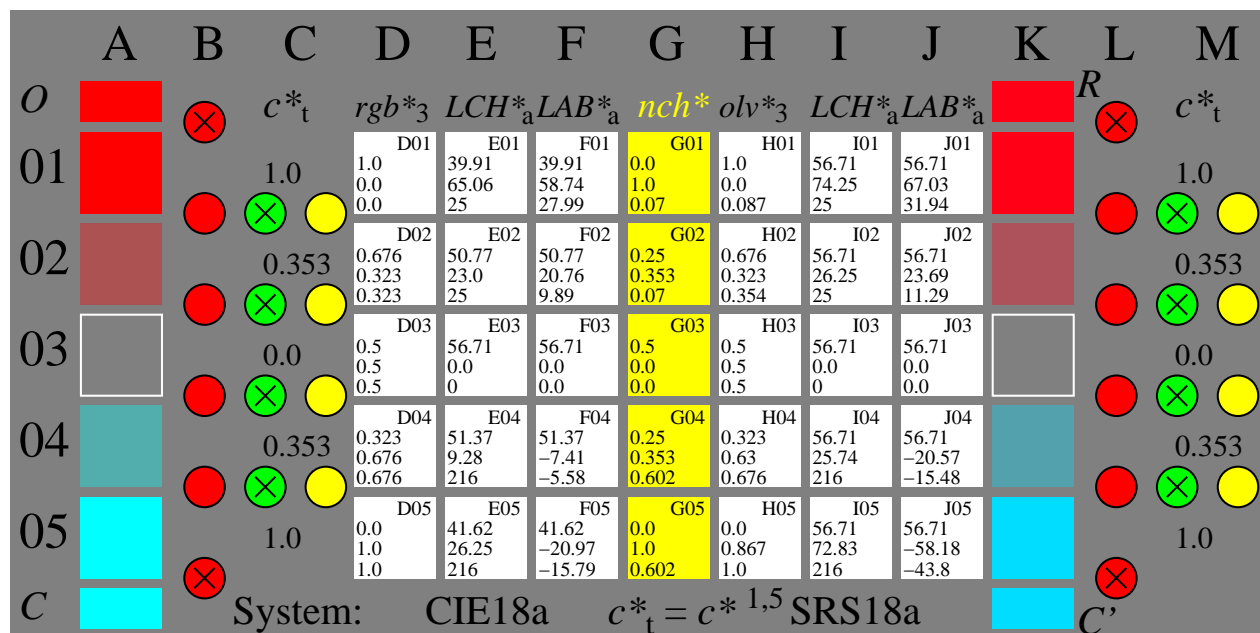 A B C D E F G H I J K L M
O c*t rgb*3 LCH*a LAB*a nch* olv*3 LCH*a LAB*a R c*t
01 1.0 1.0
D01 E01 F01 G01 H01 I01 J01
1.0 39.91 39.91 0.0 1.0 56.71 56.71
0.0 65.06 58.74 1.0 0.0 74.25 67.03
0.0 25 27.99 0.07 0.087 25 31.94
02 0.353 0.353
D02 E02 F02 G02 H02 I02 J02
0.676 50.77 50.77 0.25 0.676 56.71 56.71
0.323 23.0 20.76 0.353 0.323 26.25 23.69
0.323 25 9.89 0.07 0.354 25 11.29
03 0.0 0.0
D03 E03 F03 G03 H03 I03 J03
0.5 56.71 56.71 0.5 0.5 56.71 56.71
0.5 0.0 0.0 0.0 0.5 0.0 0.0
0.5 0 0.0 0.0 0.5 0 0.0
04 0.353 0.353
D04 E04 F04 G04 H04 I04 J04
0.323 51.37 51.37 0.25 0.323 56.71 56.71
0.676 9.28 −7.41 0.353 0.63 25.74 −20.57
0.676 216 −5.58 0.602 0.676 216 −15.48
05 1.0 1.0
D05 E05 F05 G05 H05 I05 J05
0.0 41.62 41.62 0.0 0.0 56.71 56.71
1.0 26.25 −20.97 1.0 0.867 72.83 −58.18
1.0 216 −15.79 0.602 1.0 216 −43.8
C System: CIE18a c*t = c* 1,5 SRS18a C'